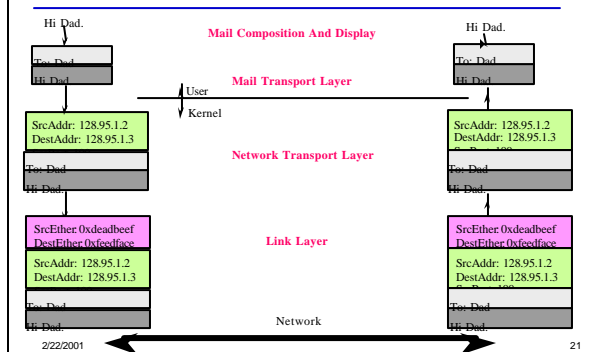 Hi Dad.
Mail Composition And Display
Hi Dad.
To: Dad
Hi Dad.
Mail Transport Layer
To: Dad
Hi Dad
User
Kernel
SrcAddr: 128.95.1.2
DestAddr: 128.95.1.3
To: Dad
Hi Dad.
Network Transport Layer
SrcAddr: 128.95.1.2
DestAddr: 128.95.1.3
To: Dad
Hi Dad.
SrcEther: 0xdeadbeef
DestEther: 0xfeedface
SrcAddr: 128.95.1.2
DestAddr: 128.95.1.3
To: Dad
Hi Dad.
Link Layer
SrcEther: 0xdeadbeef
DestEther: 0xfeedface
SrcAddr: 128.95.1.2
DestAddr: 128.95.1.3
To: Dad
Hi Dad.
Network
2/22/2001
21